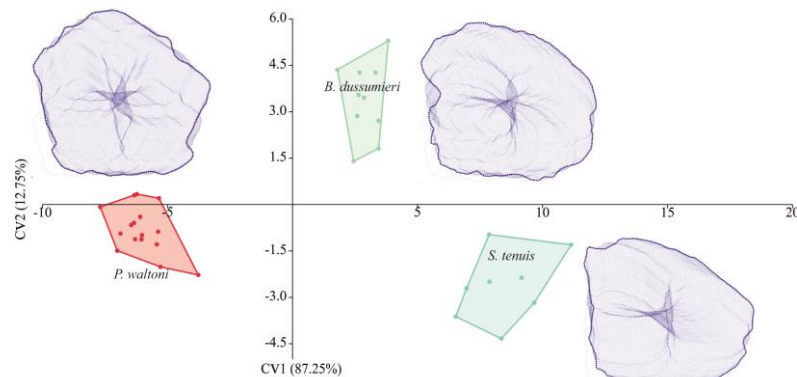 6.0
4.5
B. dussumieri
3.0
1.5
CV2 (12.75%)
-10 -5 5 10 15 20
-1.5
P. waltoni
S. tenuis
-3.0
-4.5
CV1 (87.25%)